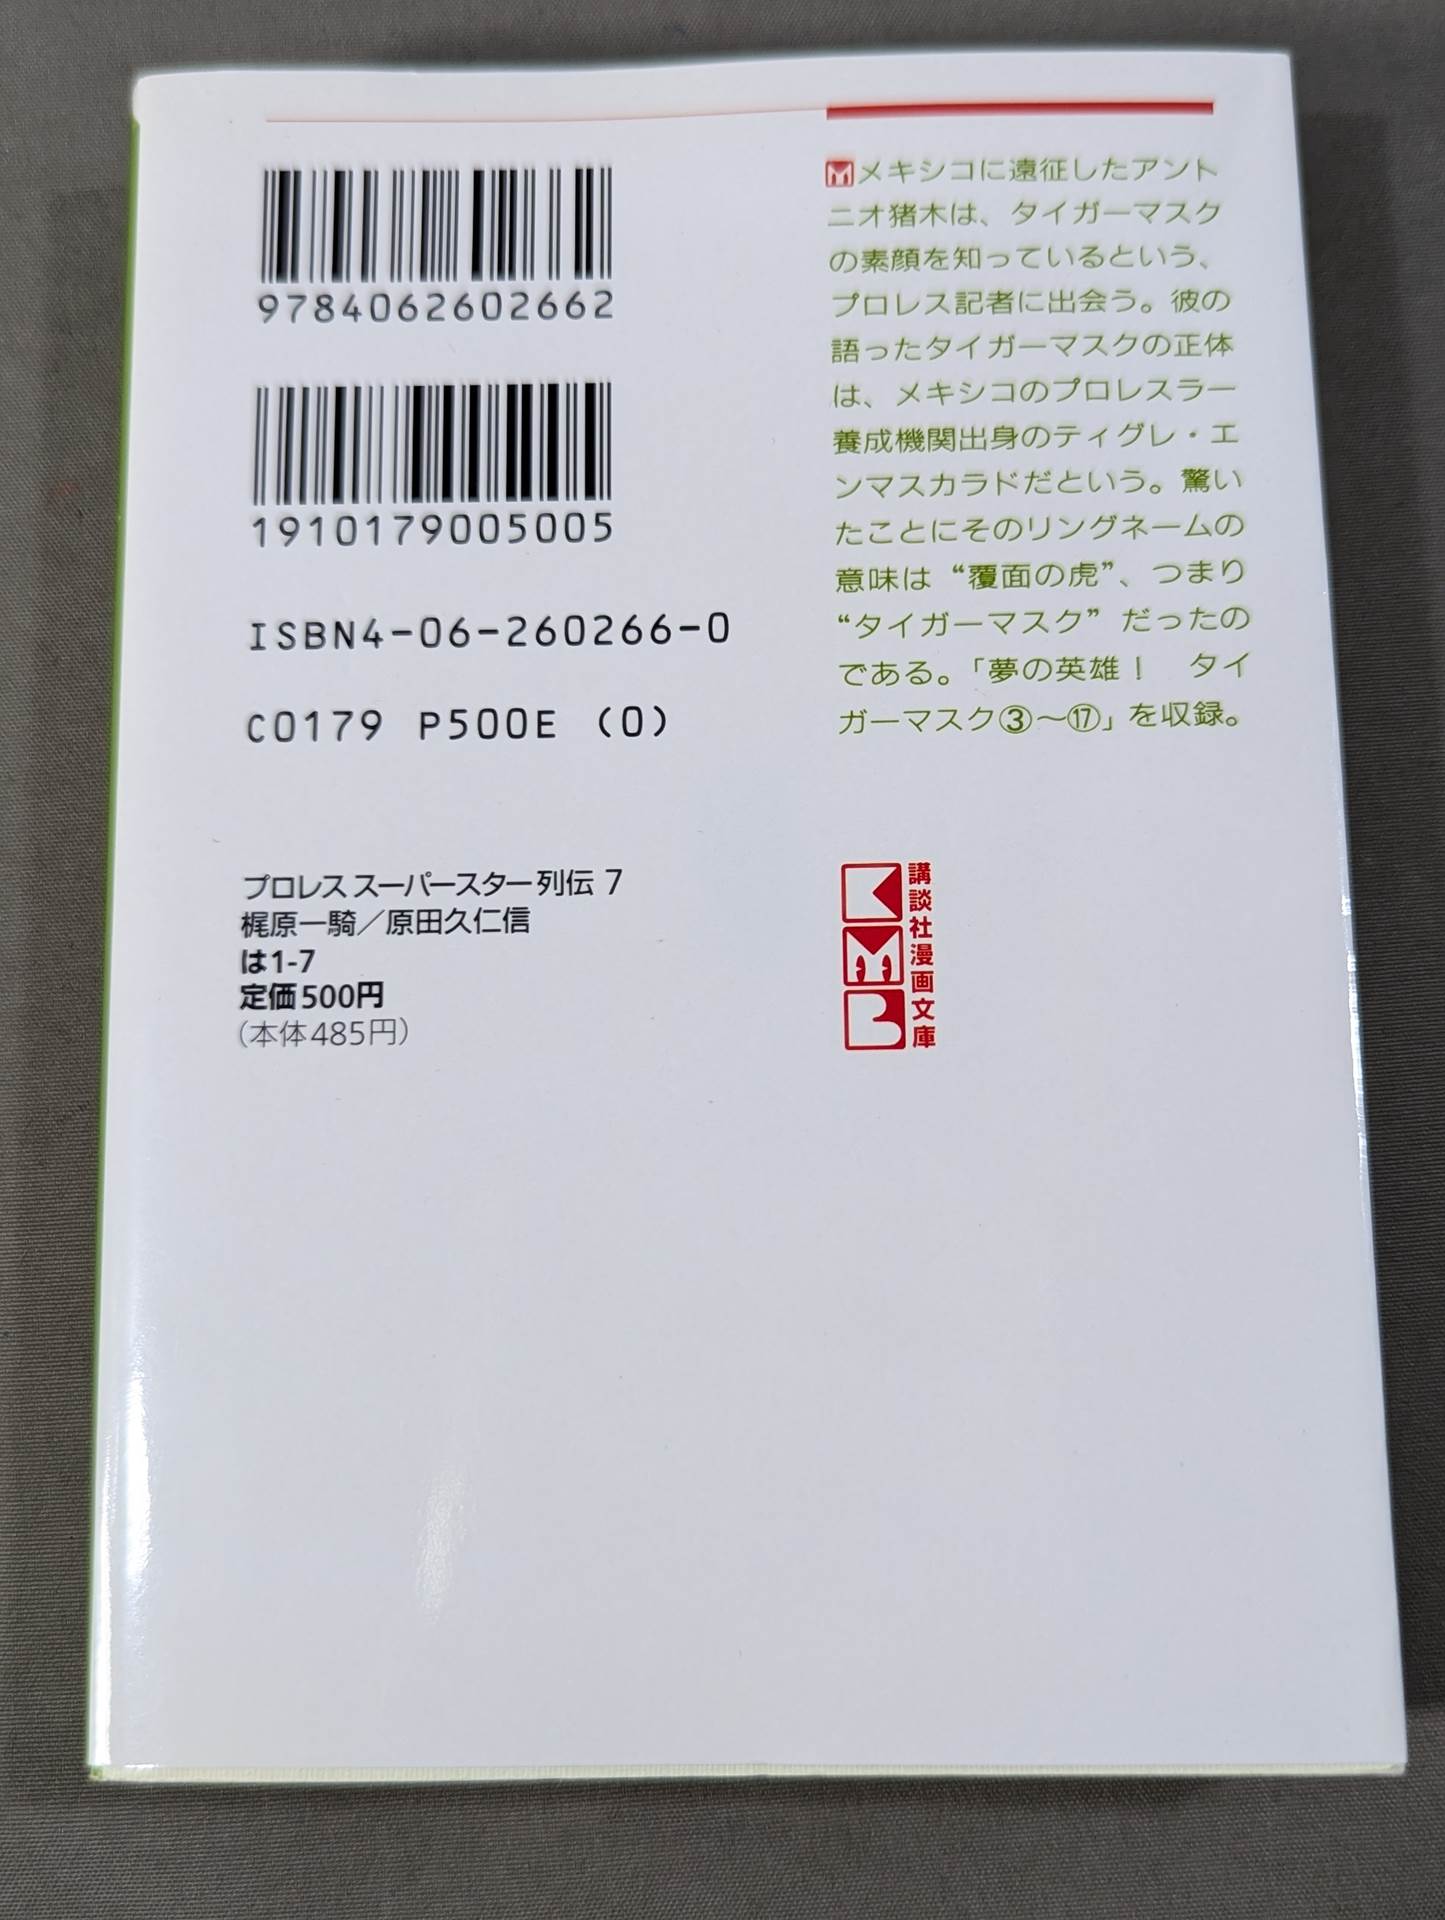 9784062602662
1910179005005
ISBN4-06-260266-0
C0179 P500E (0)
メキシコに遠征したアント
ニオ猪木は、タイガーマスク
の素顔を知っているという、
プロレス記者に出会う。彼の
語ったタイガーマスクの正体
は、メキシコのプロレスラー
養成機関出身のティグレ・エ
ンマスカラドだという。驚い
たことにそのリングネームの
意味は“覆面の虎”、つまり
“タイガーマスク”だったの
である。「夢の英雄！　タイ
ガーマスク③〜⑰」を収録。
プロレススーパースター列伝 7
梶原一騎／原田久仁信
は1-7
定価500円
(本体485円)
KMB
講談社漫画文庫